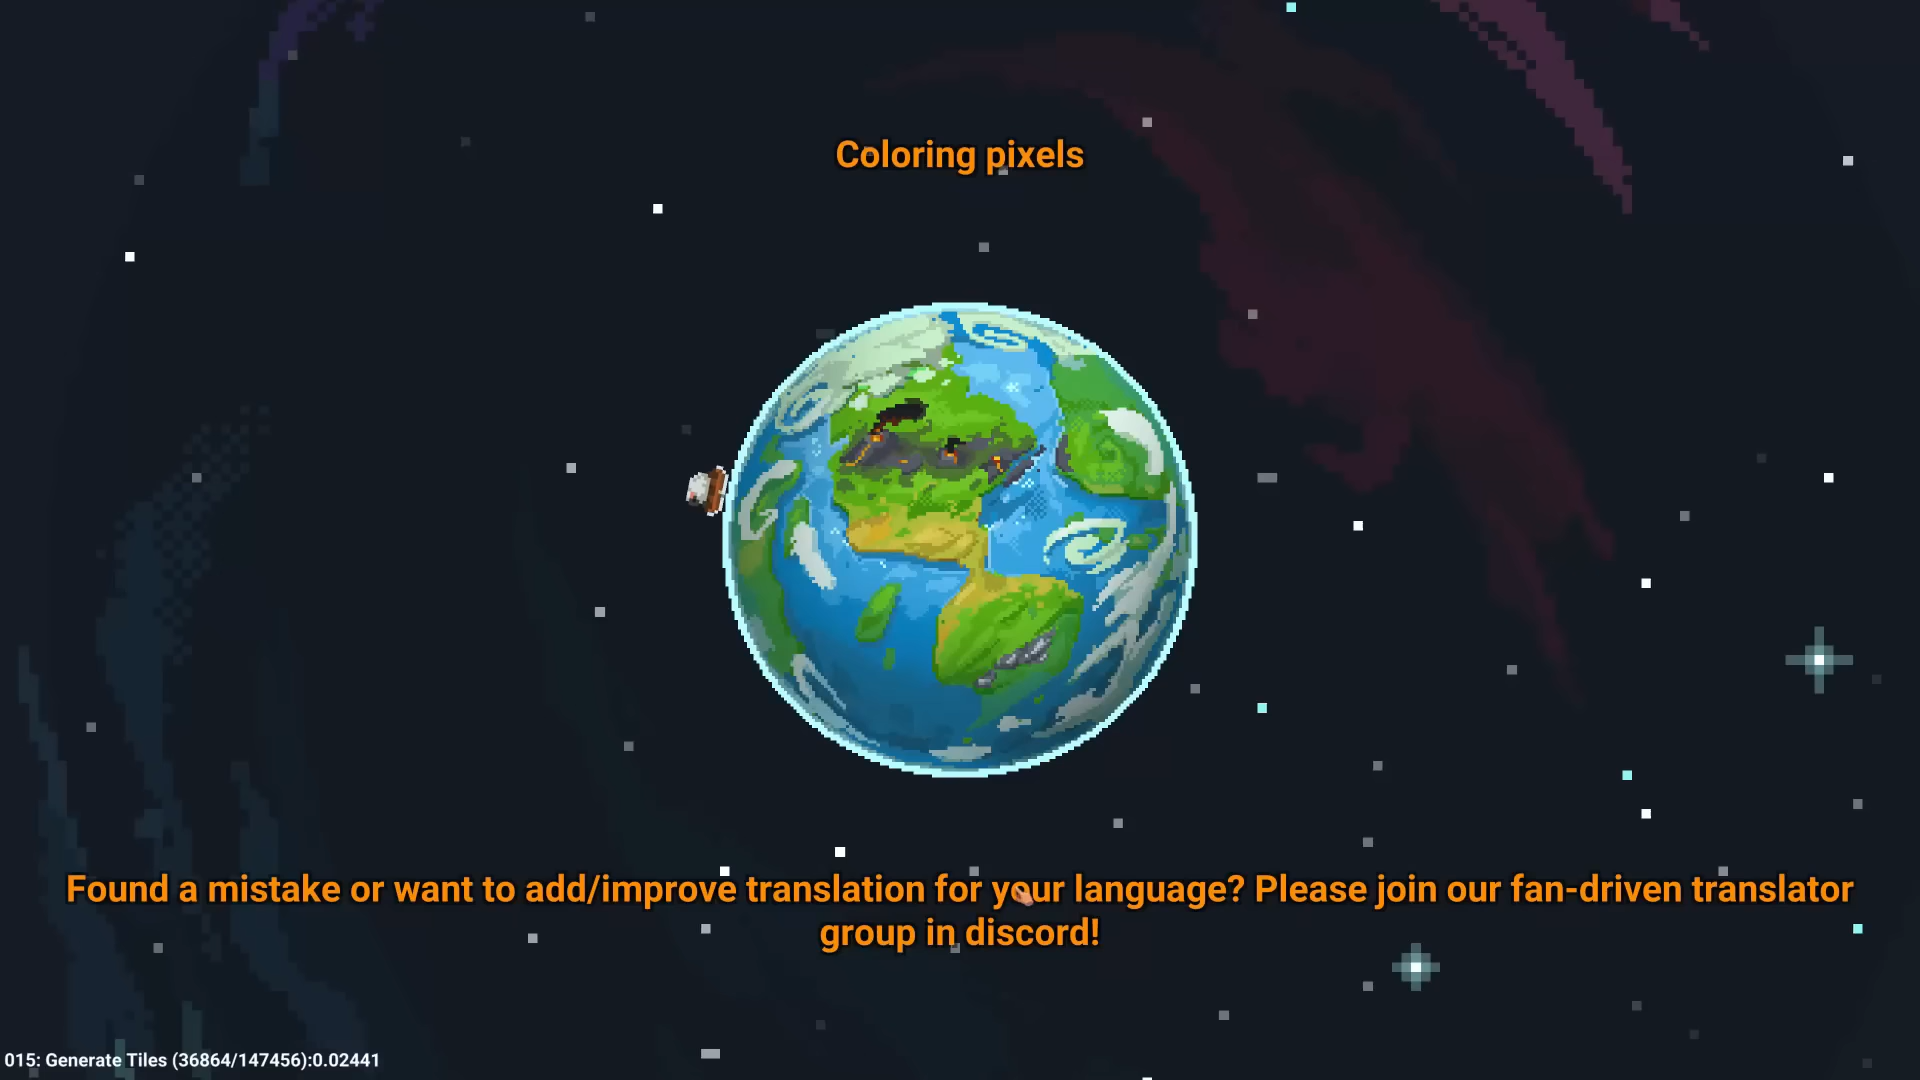 Coloring pixels
Found a mistake or want to add/improve translation for your language? Please join our fan-driven translator
group in discord!
015: Generate Tiles (36864/147456):0.02441